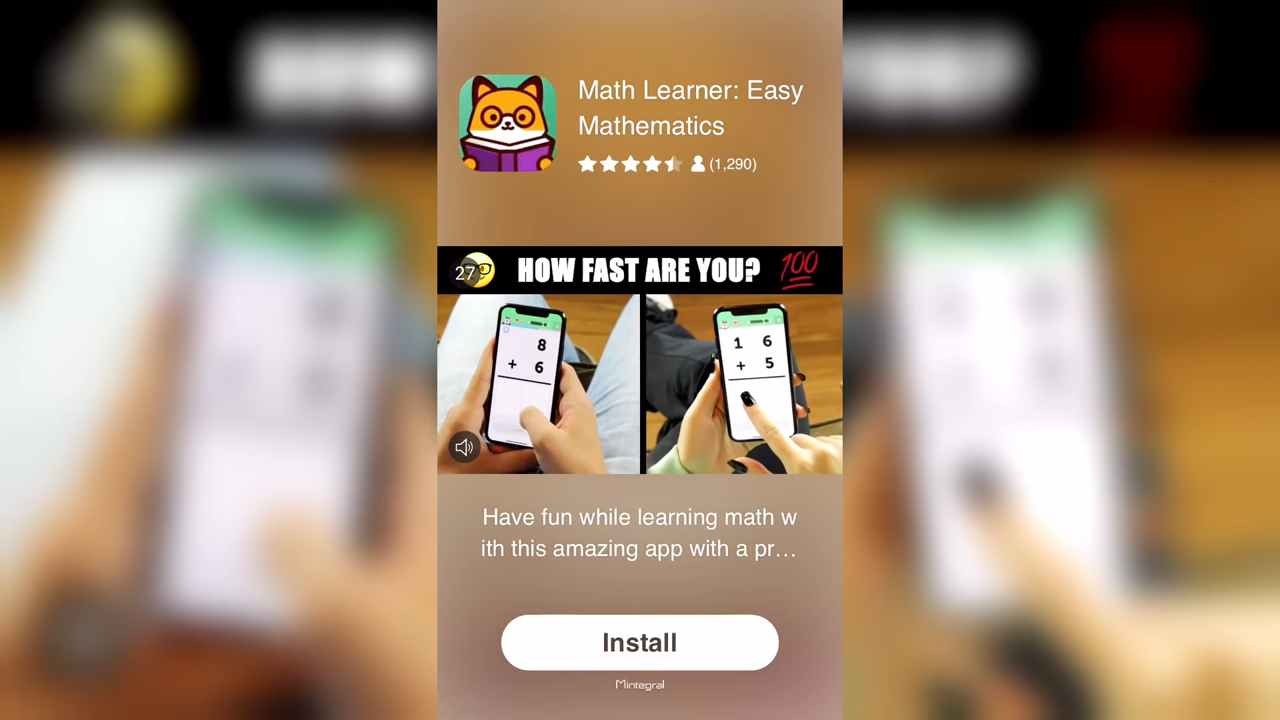 Math Learner: Easy
Mathematics
(1,290)
27
HOW FAST ARE YOU? 100
8
+ 6
1 6
+ 5
Have fun while learning math w
ith this amazing app with a pr...
Install
Mintegral